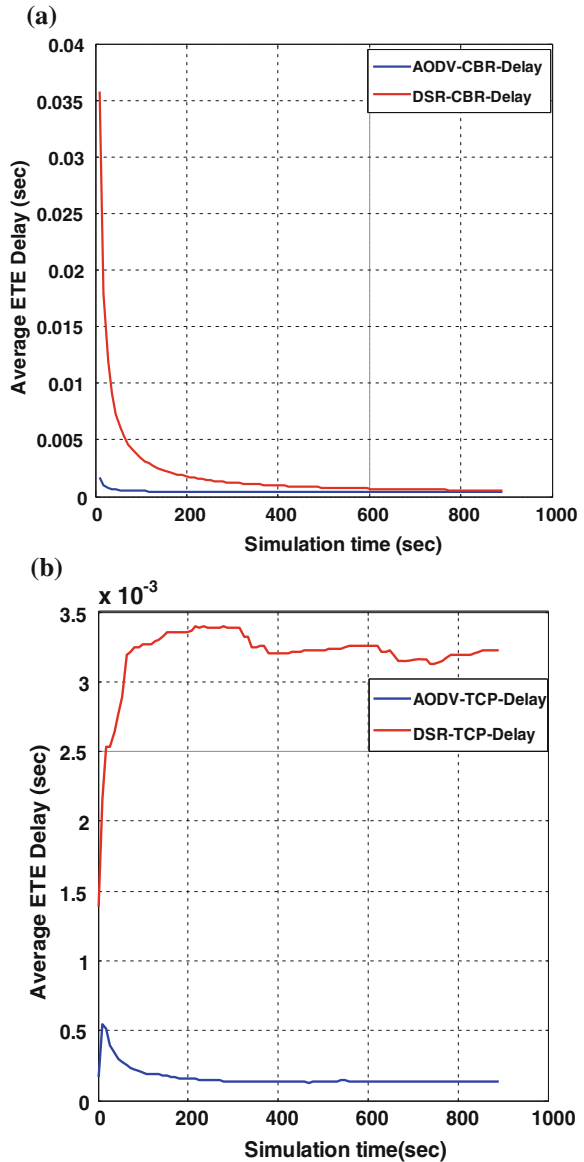 (a)
0.04
0.035
0.03
0.025
0.02
0.015
0.01
0.005
0
Average ETE Delay (sec)
AODV-CBR-Delay
DSR-CBR-Delay
0 200 400 600 800 1000
Simulation time (sec)
(b)
x 10⁻³
3.5
3
2.5
2
1.5
1
0.5
0
Average ETE Delay (sec)
AODV-TCP-Delay
DSR-TCP-Delay
0 200 400 600 800 1000
Simulation time(sec)